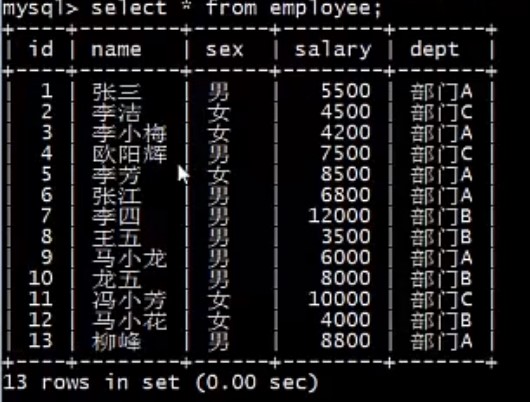 mysql> select * from employee;
+----+--------+-----+--------+-------+
| id | name | sex | salary | dept |
+----+--------+-----+--------+-------+
| 1 | 张三 | 男 | 5500 | 部门A |
| 2 | 李洁 | 女 | 4500 | 部门C |
| 3 | 李小梅 | 女 | 4200 | 部门A |
| 4 | 欧阳辉 | 男 | 7500 | 部门C |
| 5 | 李芳 | 女 | 8500 | 部门A |
| 6 | 张江 | 男 | 6800 | 部门A |
| 7 | 李四 | 男 | 12000 | 部门B |
| 8 | 王五 | 男 | 3500 | 部门B |
| 9 | 马小龙 | 男 | 6000 | 部门A |
| 10 | 龙五 | 男 | 8000 | 部门B |
| 11 | 冯小芳 | 女 | 10000 | 部门C |
| 12 | 马小花 | 女 | 4000 | 部门B |
| 13 | 柳峰 | 男 | 8800 | 部门A |
+----+--------+-----+--------+-------+
13 rows in set (0.00 sec)